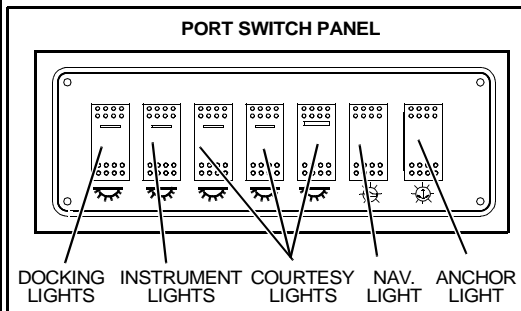 PORT SWITCH PANEL
DOCKING INSTRUMENT COURTESY NAV. ANCHOR
LIGHTS LIGHTS LIGHTS LIGHT LIGHT